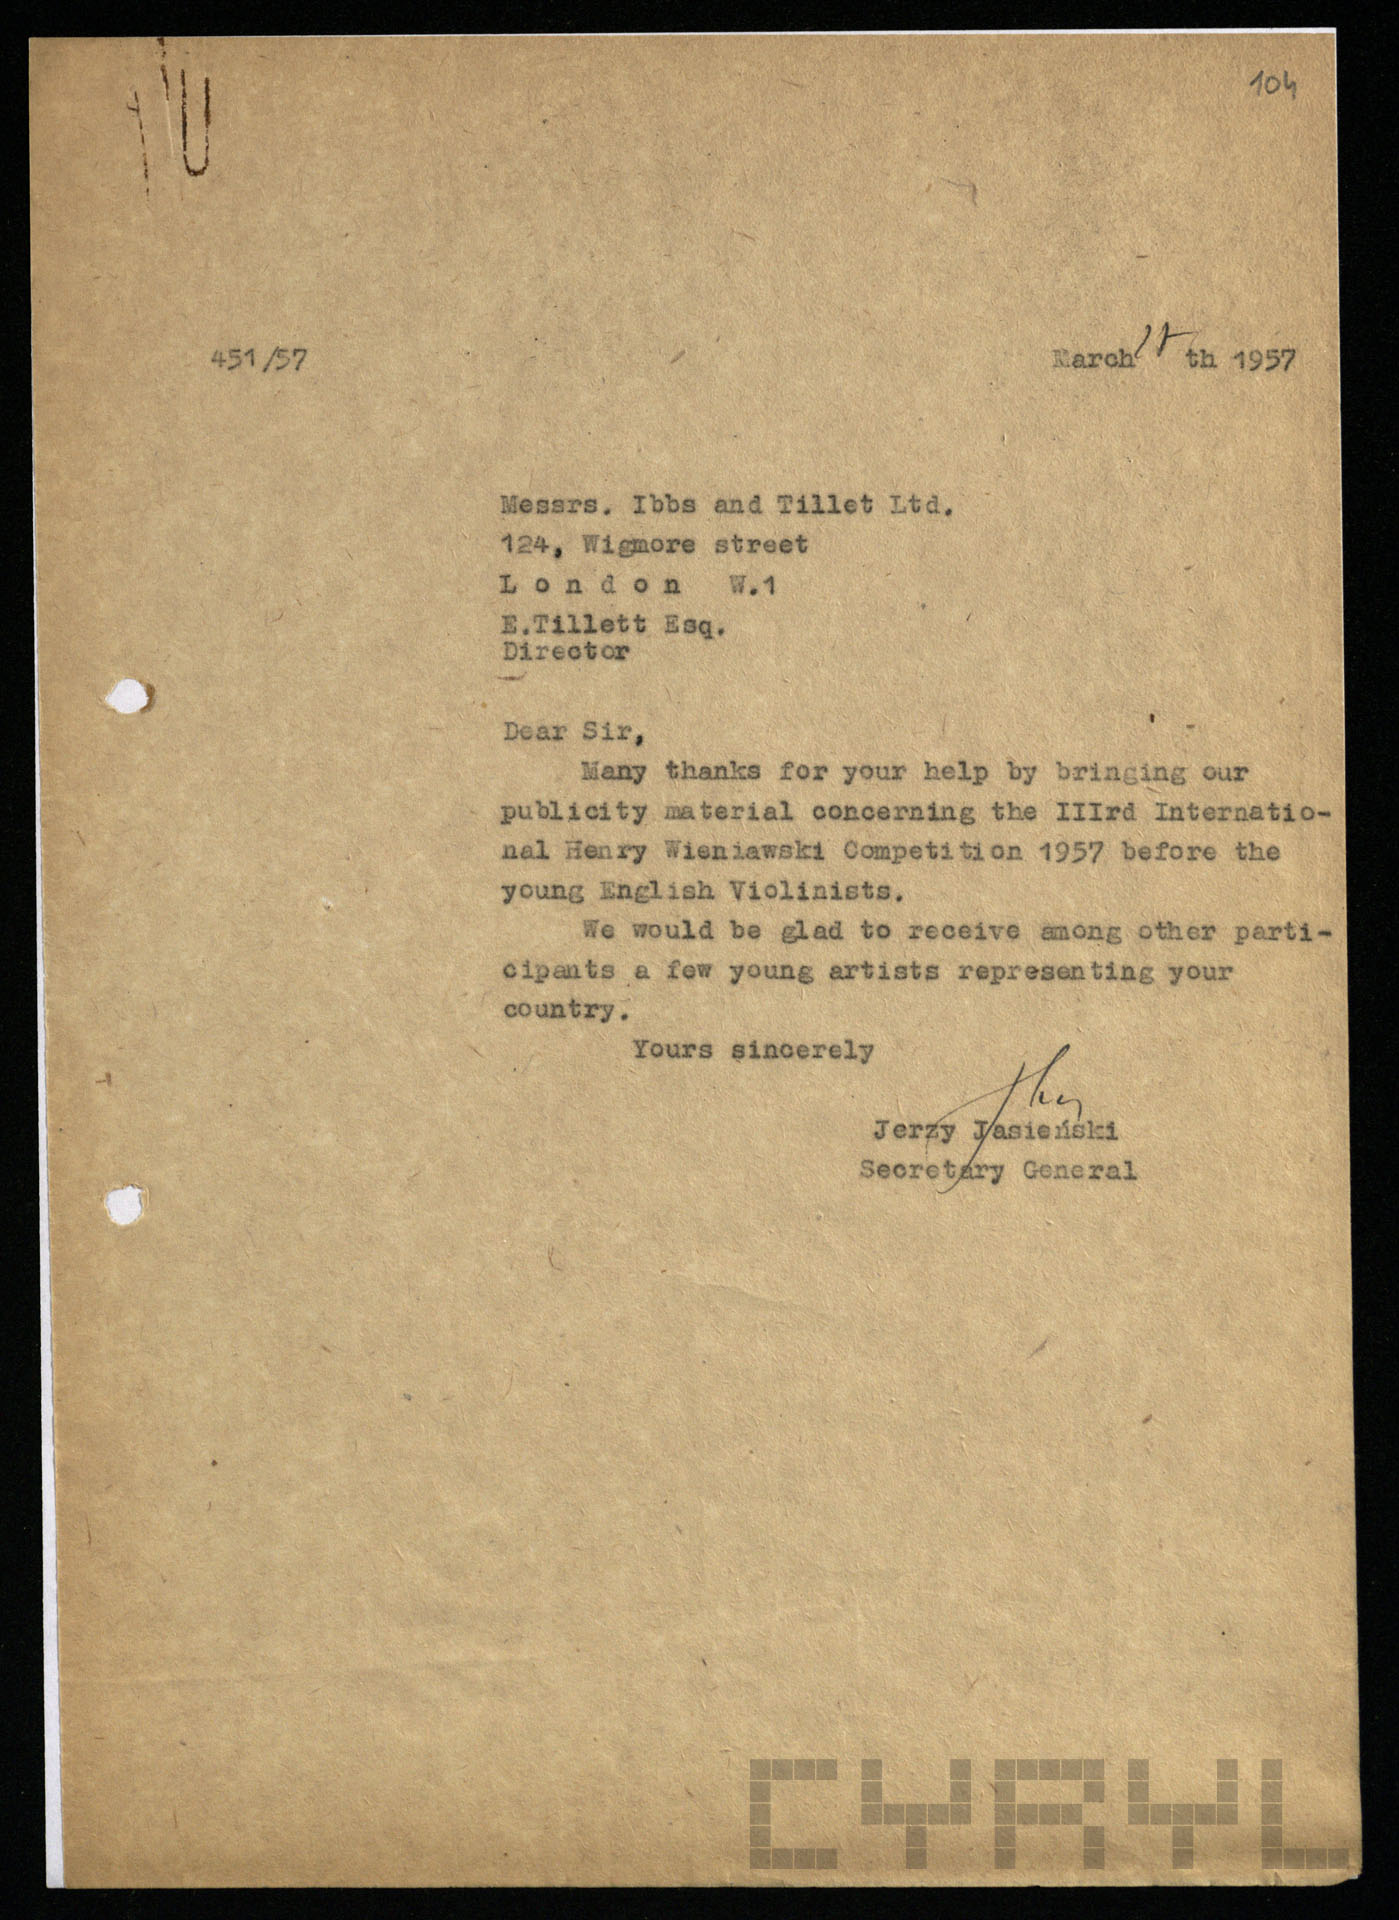 104
451/57
March th 1957
Messrs. Ibbs and Tillet Ltd.
124, Wigmore street
L o n d o n W.1
E.Tillett Esq.
Director
Dear Sir,
Many thanks for your help by bringing our
publicity material concerning the IIIrd Internatio-
nal Henry Wieniawski Competition 1957 before the
young English Violinists.
We would be glad to receive among other parti-
cipants a few young artists representing your
country.
Yours sincerely
Jerzy Jasieński
Secretary General
CYRYL